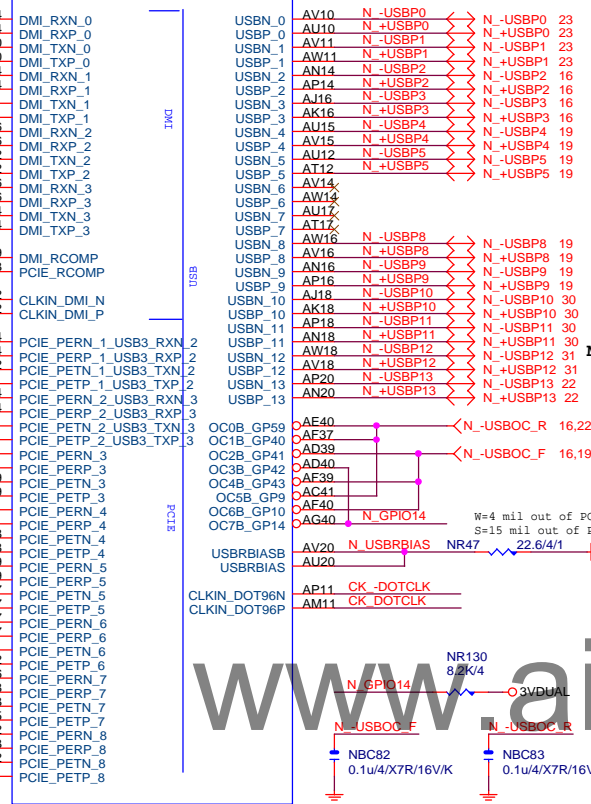 DMI_RXN_0 USBN_0 AV10 N_-USBP0 N_-USBP0 23
DMI_RXP_0 USBP_0 AU10 N_+USBP0 N_+USBP0 23
DMI_TXN_0 USBN_1 AV11 N_-USBP1 N_-USBP1 23
DMI_TXP_0 USBP_1 AW11 N_+USBP1 N_+USBP1 23
DMI_RXN_1 USBN_2 AN14 N_-USBP2 N_-USBP2 16
DMI_RXP_1 USBP_2 AP14 N_+USBP2 N_+USBP2 16
DMI_TXN_1 USBN_3 AJ16 N_-USBP3 N_-USBP3 16
DMI_TXP_1 USBP_3 AK16 N_+USBP3 N_+USBP3 16
DMI_RXN_2 USBN_4 AU15 N_-USBP4 N_-USBP4 19
DMI_RXP_2 USBP_4 AV15 N_+USBP4 N_+USBP4 19
DMI_TXN_2 USBN_5 AU12 N_-USBP5 N_-USBP5 19
DMI_TXP_2 USBP_5 AT12 N_+USBP5 N_+USBP5 19
DMI_RXN_3 USBN_6 AV14
DMI_RXP_3 USBP_6 AW14
DMI_TXN_3 USBN_7 AU17
DMI_TXP_3 USBP_7 AT17
USBN_8 AW16 N_-USBP8 N_-USBP8 19
DMI_RCOMP USBP_8 AV16 N_+USBP8 N_+USBP8 19
PCIE_RCOMP USBN_9 AN16 N_-USBP9 N_-USBP9 19
USBP_9 AP16 N_+USBP9 N_+USBP9 19
CLKIN_DMI_N USBN_10 AJ18 N_-USBP10 N_-USBP10 30
CLKIN_DMI_P USBP_10 AK18 N_+USBP10 N_+USBP10 30
USBN_11 AP18 N_-USBP11 N_-USBP11 30
PCIE_PERN_1_USB3_RXN_2 USBP_11 AN18 N_+USBP11 N_+USBP11 30
PCIE_PERP_1_USB3_RXP_2 USBN_12 AW18 N_-USBP12 N_-USBP12 31
PCIE_PETN_1_USB3_TXN_2 USBP_12 AV18 N_+USBP12 N_+USBP12 31
PCIE_PETP_1_USB3_TXP_2 USBN_13 AP20 N_-USBP13 N_-USBP13 22
PCIE_PERN_2_USB3_RXN_3 USBP_13 AN20 N_+USBP13 N_+USBP13 22
PCIE_PERP_2_USB3_RXP_3
PCIE_PETN_2_USB3_TXN_3 OC0B_GP59 AE40 N_-USBOC_R 16,22
PCIE_PETP_2_USB3_TXP_3 OC1B_GP40 AF37
PCIE_PERN_3 OC2B_GP41 AD39 N_-USBOC_F 16,19
PCIE_PERP_3 OC3B_GP42 AD40
PCIE_PETN_3 OC4B_GP43 AF39
PCIE_PETP_3 OC5B_GP9 AC41
PCIE_PERN_4 OC6B_GP10 AF40
PCIE_PERP_4 OC7B_GP14 AG40 N_GPIO14
W=4 mil out of
S=15 mil out of
PCIE_PETN_4
PCIE_PETP_4 USBRBIASB AV20 N_USBRBIAS NR47 22.6/4/1
PCIE_PERN_5 USBRBIAS AU20
PCIE_PERP_5
PCIE_PETN_5 CLKIN_DOT96N AP11 CK_-DOTCLK
PCIE_PETP_5 CLKIN_DOT96P AM11 CK_DOTCLK
PCIE_PERN_6
PCIE_PERP_6
PCIE_PETN_6
PCIE_PETP_6
PCIE_PERN_7
PCIE_PERP_7
PCIE_PETN_7
PCIE_PETP_7
PCIE_PERN_8
PCIE_PERP_8
PCIE_PETN_8
PCIE_PETP_8
DMI
USB
PCIE
NR130
8.2K/4
N_GPIO14 3VDUAL
N_-USBOC_F N_-USBOC_R
NBC82 NBC83
0.1u/4/X7R/16V/K 0.1u/4/X7R/16V
www.ai